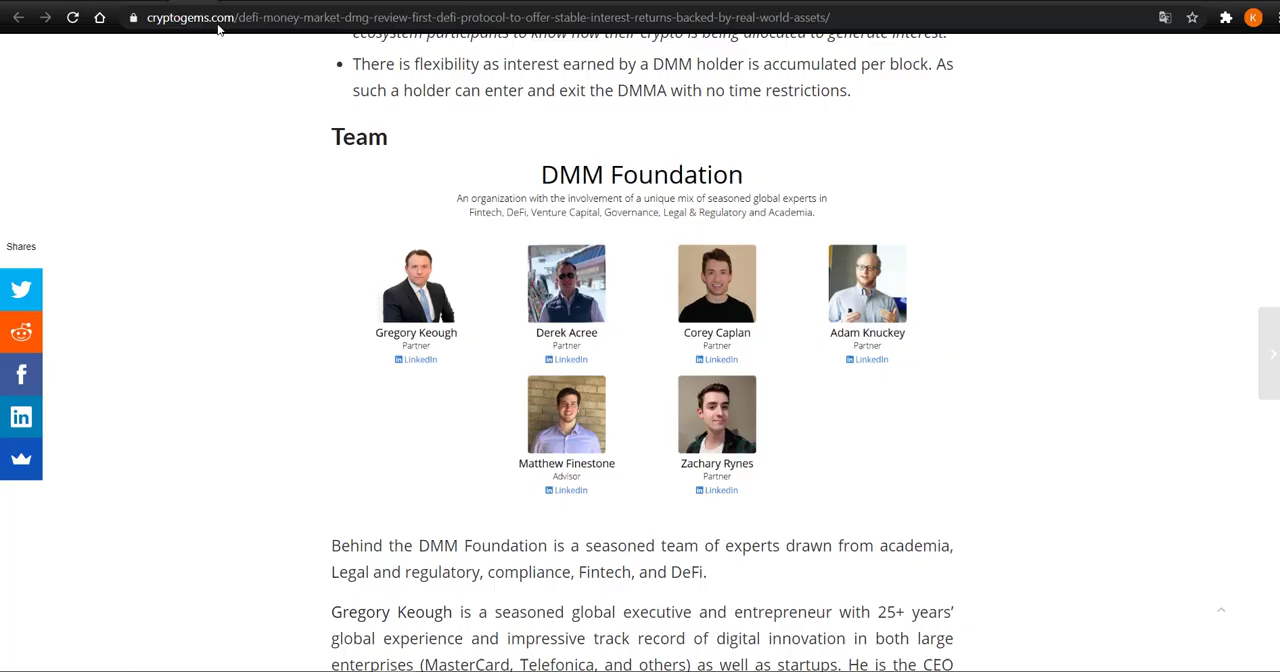 cryptogems.com/defi-money-market-dmg-review-first-defi-protocol-to-offer-stable-interest-returns-backed-by-real-world-assets/
K
ecosystem participants to know how their crypto is being allocated to generate interest.
• There is flexibility as interest earned by a DMM holder is accumulated per block. As
such a holder can enter and exit the DMMA with no time restrictions.
Team
DMM Foundation
An organization with the involvement of a unique mix of seasoned global experts in
Fintech, DeFi, Venture Capital, Governance, Legal & Regulatory and Academia.
Shares
Gregory Keough Derek Acree Corey Caplan Adam Knuckey
Partner Partner Partner Partner
in LinkedIn in LinkedIn in LinkedIn in LinkedIn
Matthew Finestone Zachary Rynes
Advisor Partner
in LinkedIn in LinkedIn
Behind the DMM Foundation is a seasoned team of experts drawn from academia,
Legal and regulatory, compliance, Fintech, and DeFi.
Gregory Keough is a seasoned global executive and entrepreneur with 25+ years’
global experience and impressive track record of digital innovation in both large
enterprises (MasterCard, Telefonica, and others) as well as startups. He is the CEO